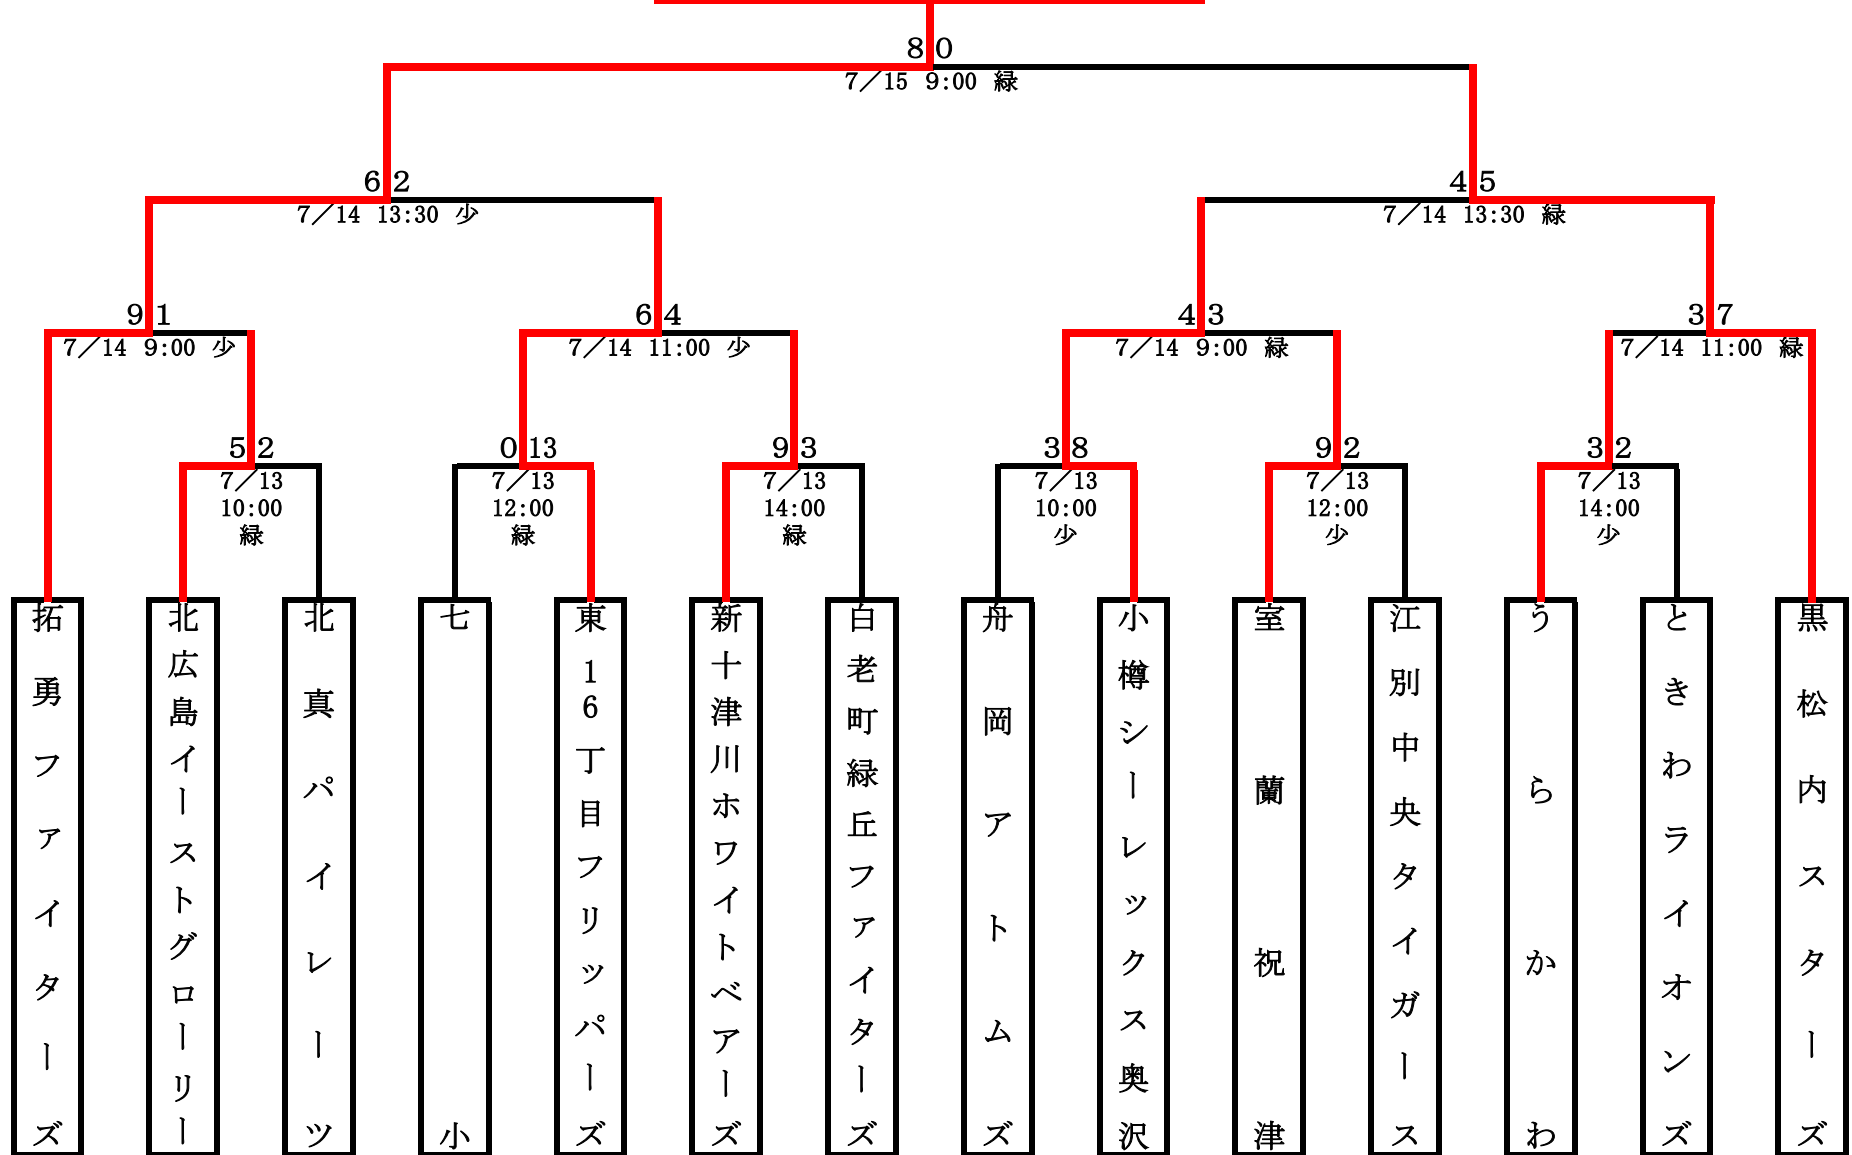 8 0
7／15 9:00 緑
6 2
7／14 13:30 少
4 5
7／14 13:30 緑
9 1
7／14 9:00 少
6 4
7／14 11:00 少
4 3
7／14 9:00 緑
3 7
7／14 11:00 緑
5 2
7／13
10:00
緑
0 13
7／13
12:00
緑
9 3
7／13
14:00
緑
3 8
7／13
10:00
少
9 2
7／13
12:00
少
3 2
7／13
14:00
少
拓勇ファイターズ
北広島イーストグローリー
北真パイレーツ
七小
東16丁目フリッパーズ
新十津川ホワイトベアーズ
白老町緑丘ファイターズ
舟岡アトムズ
小樽シーレックス奥沢
室蘭祝津
江別中央タイガース
うらかわ
ときわライオンズ
黒松内スターズ